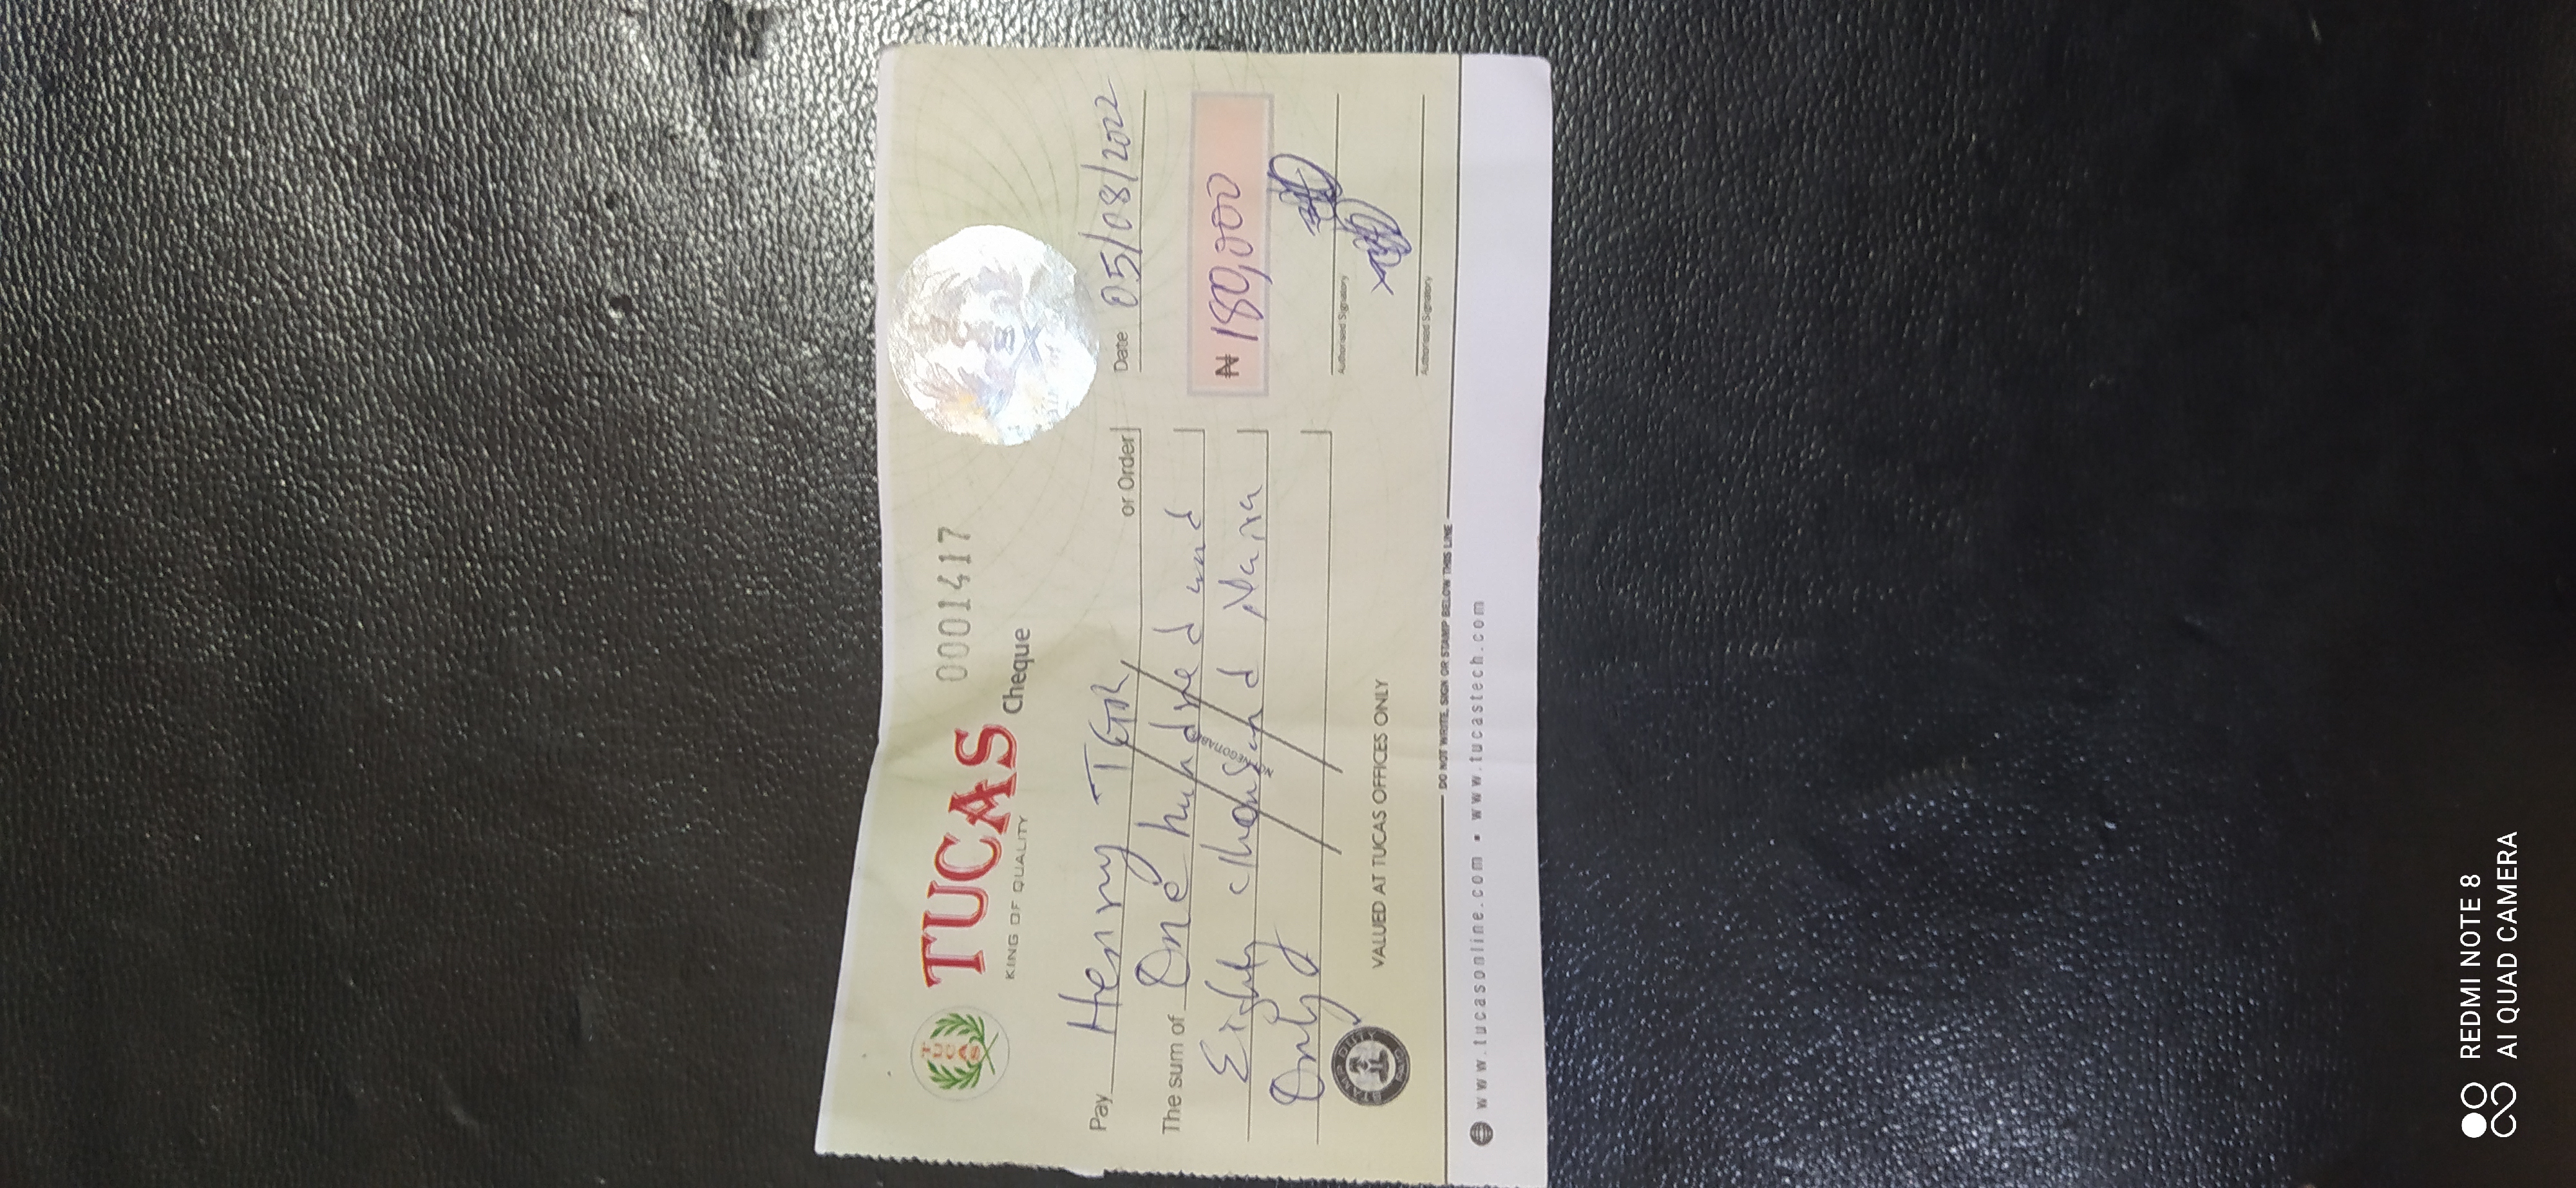 TUCAS
0001417
KING OF QUALITY
Cheque
Pay Henry TGR or Order
Date 05/08/2022
The sum of One hundred and
Eighty thousand Naira
Only
₦ 180,000
NOT NEGOTIABLE
Authorised Signatory
Authorised Signatory
VALUED AT TUCAS OFFICES ONLY
DO NOT WRITE, SIGN OR STAMP BELOW THIS LINE
www.tucasonline.com • www.tucastech.com
REDMI NOTE 8
AI QUAD CAMERA